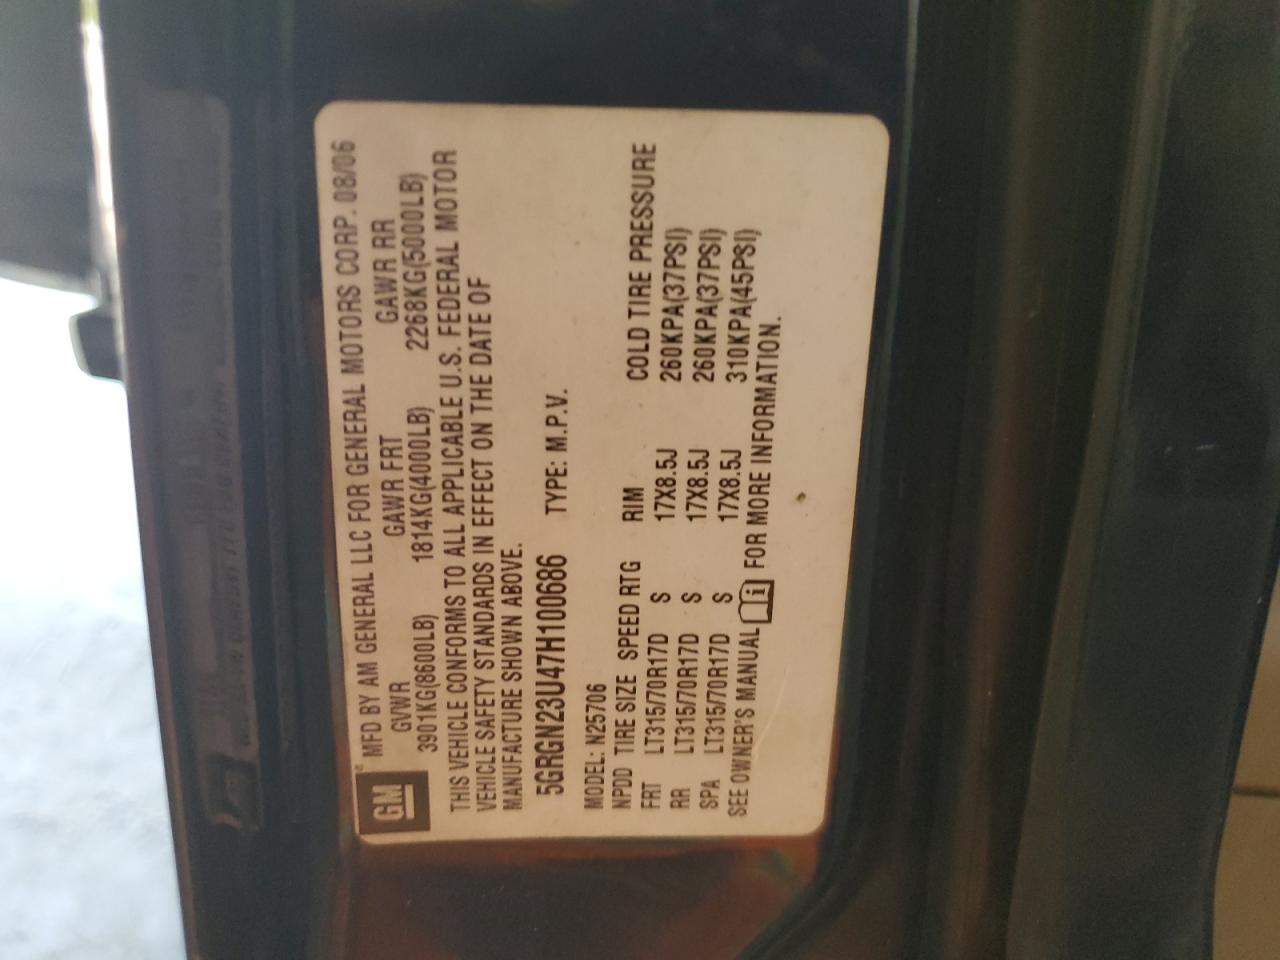 GM
MFD BY AM GENERAL LLC FOR GENERAL MOTORS CORP. 08/06
GVWR GAWR FRT GAWR RR
3901KG(8600LB) 1814KG(4000LB) 2268KG(5000LB)
THIS VEHICLE CONFORMS TO ALL APPLICABLE U.S. FEDERAL MOTOR
VEHICLE SAFETY STANDARDS IN EFFECT ON THE DATE OF
MANUFACTURE SHOWN ABOVE.
5GRGN23U47H100686 TYPE: M.P.V.
MODEL: N25706
NPDD TIRE SIZE SPEED RTG RIM COLD TIRE PRESSURE
FRT LT315/70R17D S 17X8.5J 260KPA(37PSI)
RR LT315/70R17D S 17X8.5J 260KPA(37PSI)
SPA LT315/70R17D S 17X8.5J 310KPA(45PSI)
SEE OWNER'S MANUAL i FOR MORE INFORMATION.